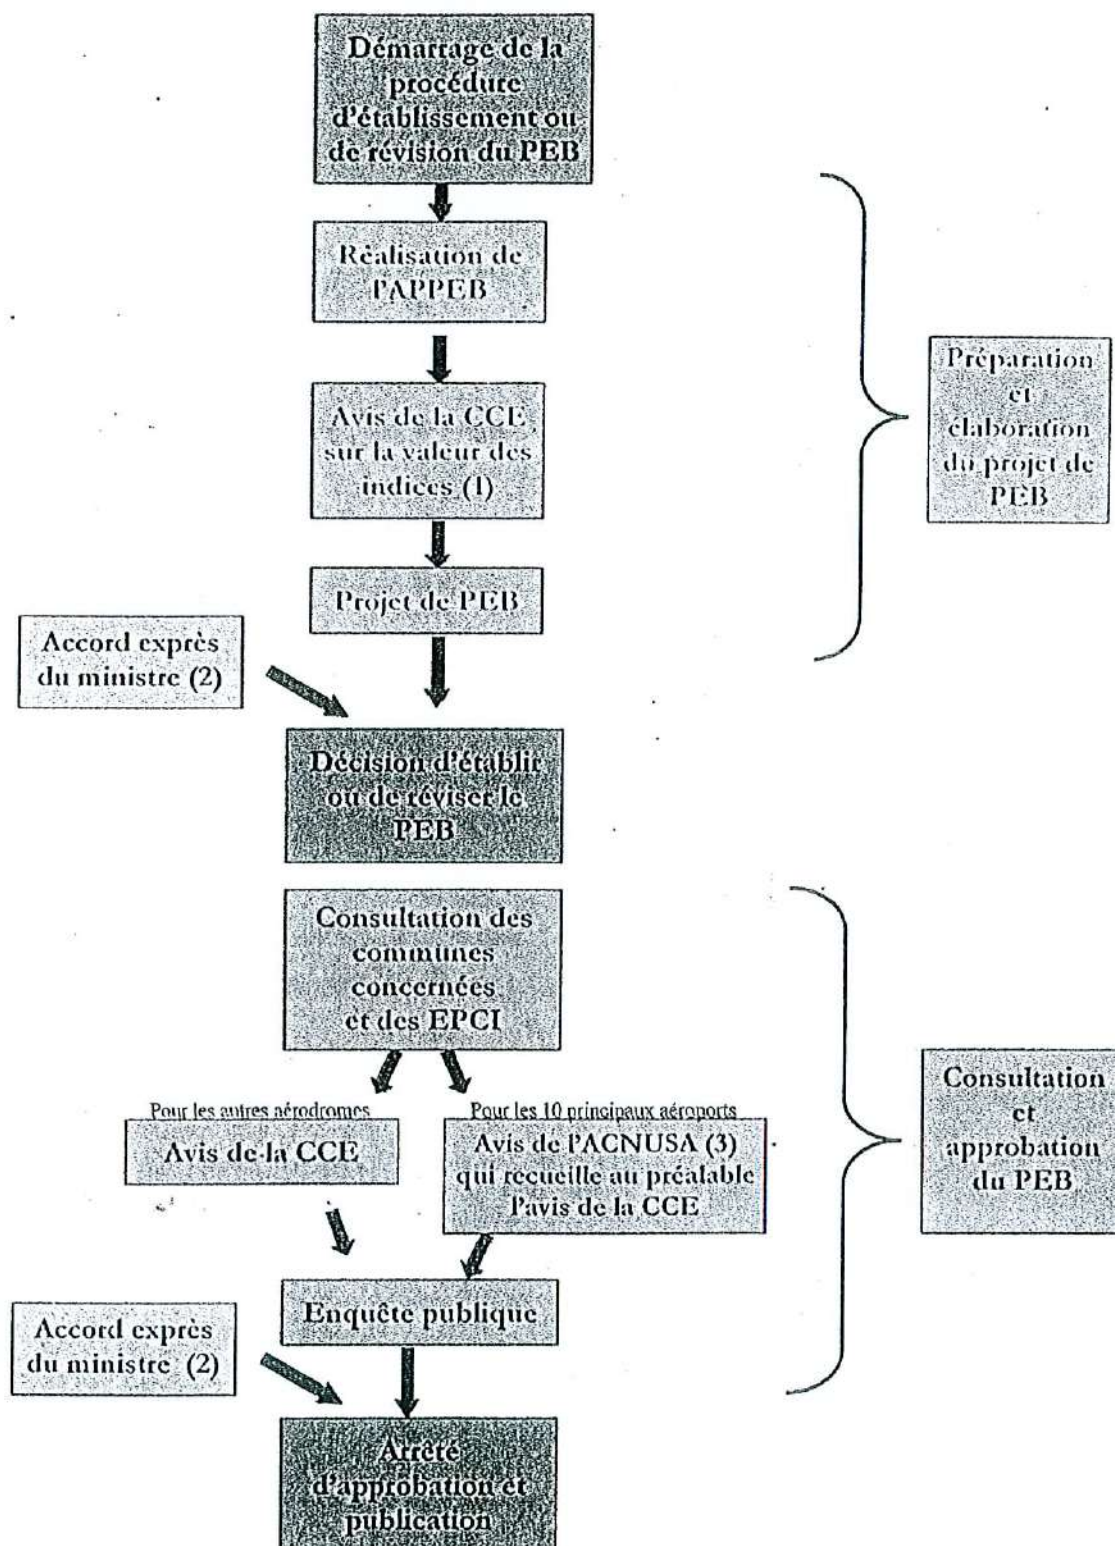 Démarrage de la
procédure
d'établissement ou
de révision du PEB
Réalisation de
l'APPEB
Avis de la CCE
sur la valeur des
indices (1)
Projet de PEB
Préparation
et
élaboration
du projet de
PEB
Accord exprès
du ministre (2)
Décision d'établir
ou de réviser le
PEB
Consultation des
communes
concernées
et des EPCI
Pour les autres aérodromes
Avis de la CCE
Pour les 10 principaux aéroports
Avis de l'ACNUSA (3)
qui recueille au préalable
l'avis de la CCE
Consultation
et
approbation
du PEB
Enquête publique
Accord exprès
du ministre (2)
Arrêté
d'approbation et
publication